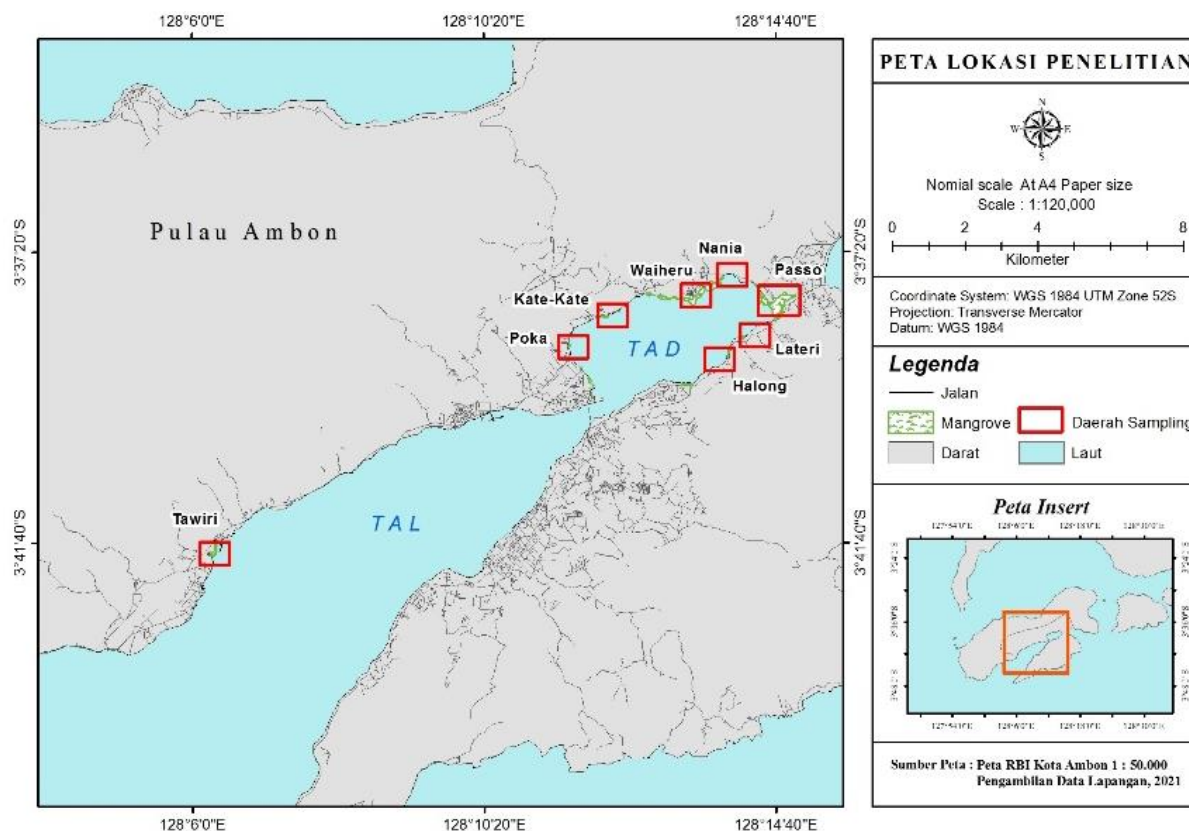 128°6'0"E
128°10'20"E
128°14'40"E
3°37'20"S
3°37'20"S
3°41'40"S
3°41'40"S
Pulau Ambon
Nania
Waiheru
Passo
Kate-Kate
Poka
TAD
Lateri
Halong
Tawiri
TAL
128°6'0"E
128°10'20"E
128°14'40"E
PETA LOKASI PENELITIAN
N
W E
S
Nomial scale At A4 Paper size
Scale : 1:120,000
0 2 4 6 8
Kilometer
Coordinate System: WGS 1984 UTM Zone 52S
Projection: Transverse Mercator
Datum: WGS 1984
Legenda
Jalan
Mangrove Daerah Sampling
Darat Laut
Peta Insert
128°6'0"E
Sumber Peta : Peta RBI Kota Ambon 1 : 50.000
Pengambilan Data Lapangan, 2021